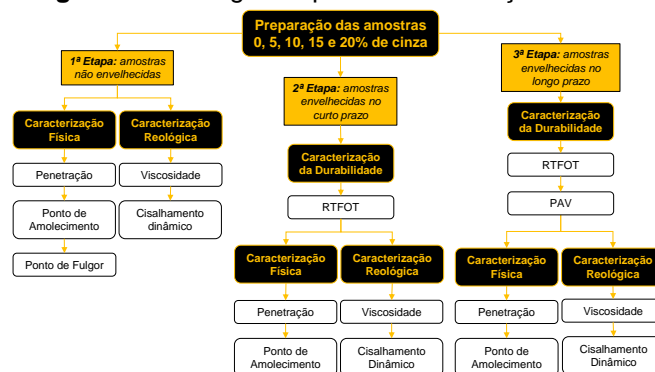 Preparação das amostras
0, 5, 10, 15 e 20% de cinza
1ª Etapa: amostras
não envelhecidas
Caracterização
Física
Caracterização
Reológica
Penetração
Viscosidade
Ponto de
Amolecimento
Cisalhamento
dinâmico
Ponto de Fulgor
2ª Etapa: amostras
envelhecidas no
curto prazo
Caracterização
da Durabilidade
RTFOT
Caracterização
Física
Caracterização
Reológica
Penetração
Viscosidade
Ponto de
Amolecimento
Cisalhamento
Dinâmico
3ª Etapa: amostras
envelhecidas no
longo prazo
Caracterização
da Durabilidade
RTFOT
PAV
Caracterização
Física
Caracterização
Reológica
Penetração
Viscosidade
Ponto de
Amolecimento
Cisalhamento
Dinâmico